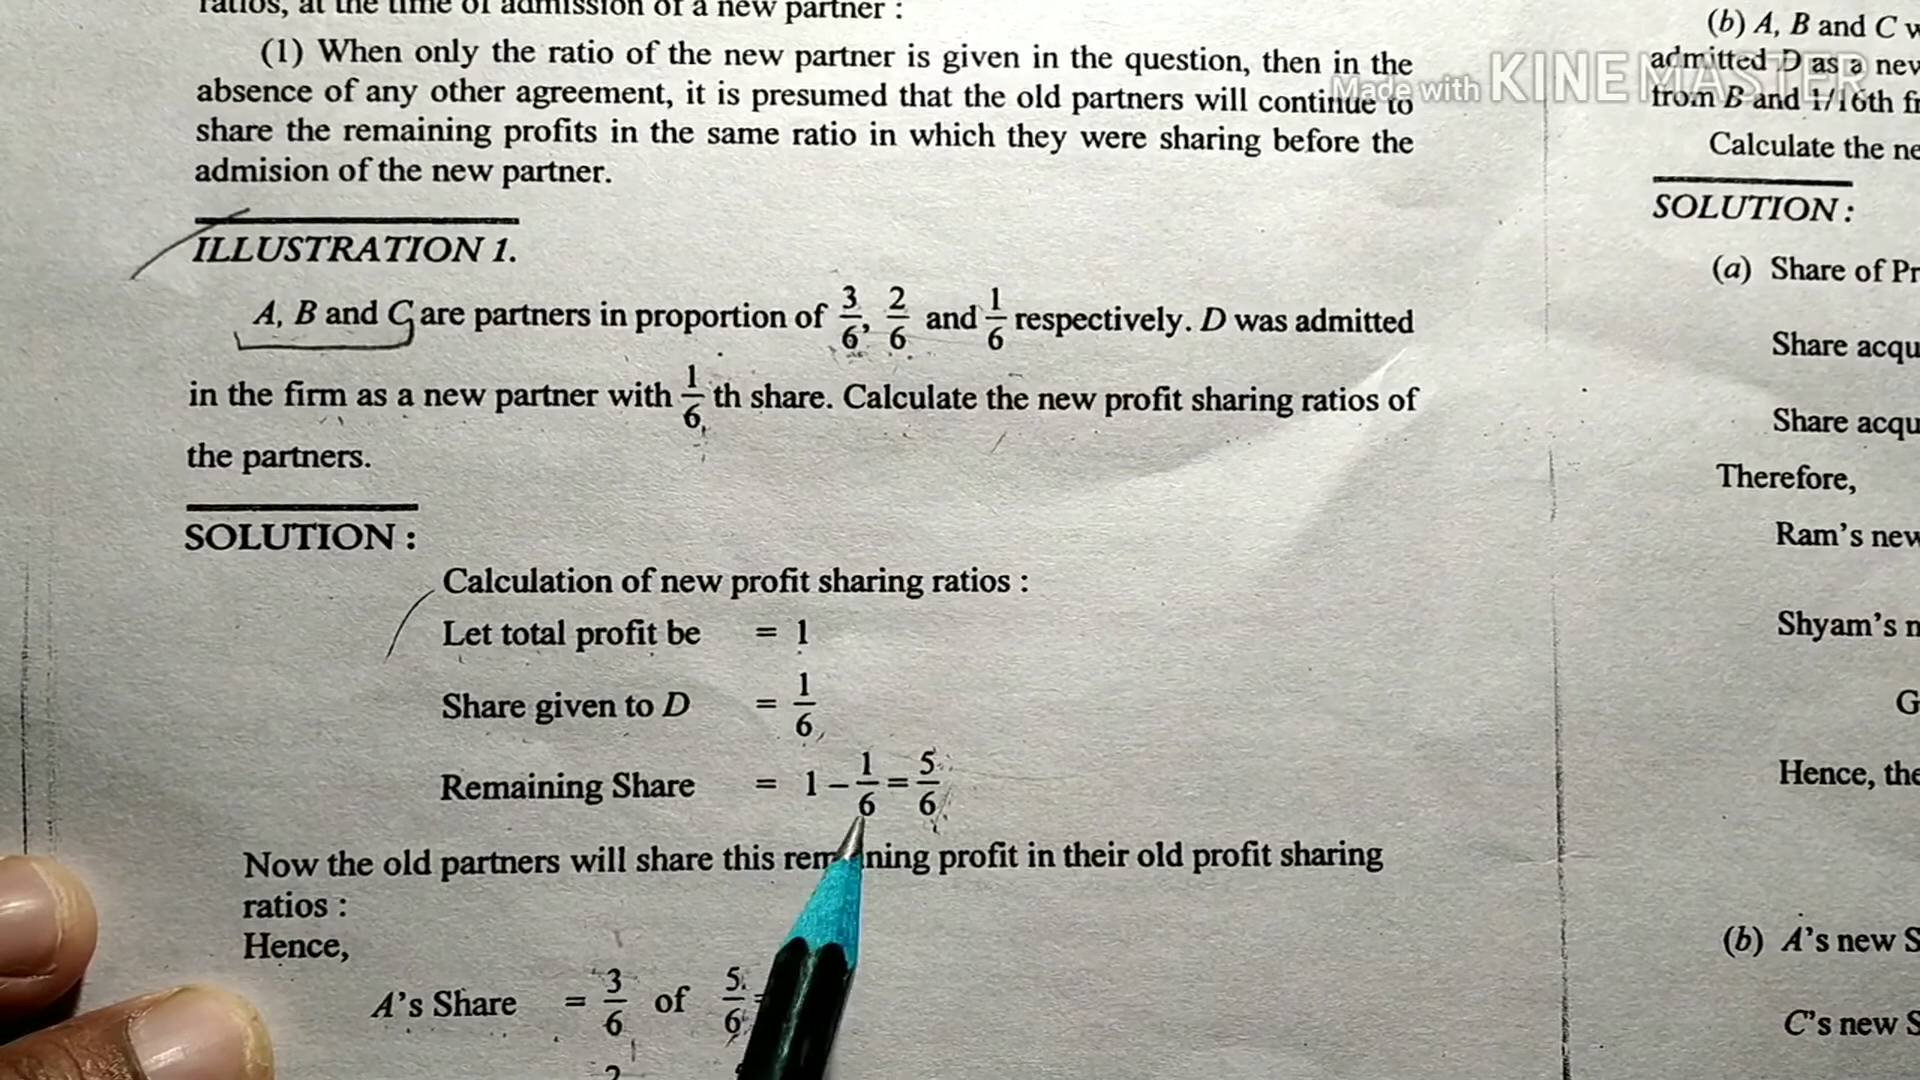 ratios, at the time of admission of a new partner :
(1) When only the ratio of the new partner is given in the question, then in the
absence of any other agreement, it is presumed that the old partners will continue to
share the remaining profits in the same ratio in which they were sharing before the
admision of the new partner.
ILLUSTRATION 1.
A, B and C are partners in proportion of 3/6, 2/6 and 1/6 respectively. D was admitted
in the firm as a new partner with 1/6 th share. Calculate the new profit sharing ratios of
the partners.
SOLUTION :
Calculation of new profit sharing ratios :
Let total profit be = 1
Share given to D = 1/6
Remaining Share = 1 – 1/6 = 5/6
Now the old partners will share this remaining profit in their old profit sharing
ratios :
Hence,
A's Share = 3/6 of 5/6 =
2
(b) A, B and C
admitted D as a new
from B and 1/16th
Calculate the
SOLUTION :
(a) Share of
Share
Share
Therefore,
Ram's new
Shyam's
Hence, the
(b) A's new
C's new
Made with KINEMASTER